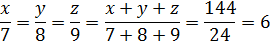 x/7 = y/8 = z/9 = (x + y + z)/(7 + 8 + 9) = 144/24 = 6